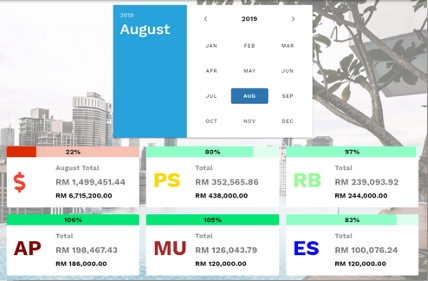 2019
August
2019
JAN FEB MAR
APR MAY JUN
JUL AUG SEP
OCT NOV DEC
22%
$
August Total
RM 1,499,451.44
RM 6,715,200.00
80%
PS
Total
RM 352,565.86
RM 438,000.00
97%
RB
Total
RM 239,093.92
RM 244,000.00
106%
AP
Total
RM 198,467.43
RM 186,000.00
105%
MU
Total
RM 126,043.79
RM 120,000.00
83%
ES
Total
RM 100,076.24
RM 120,000.00